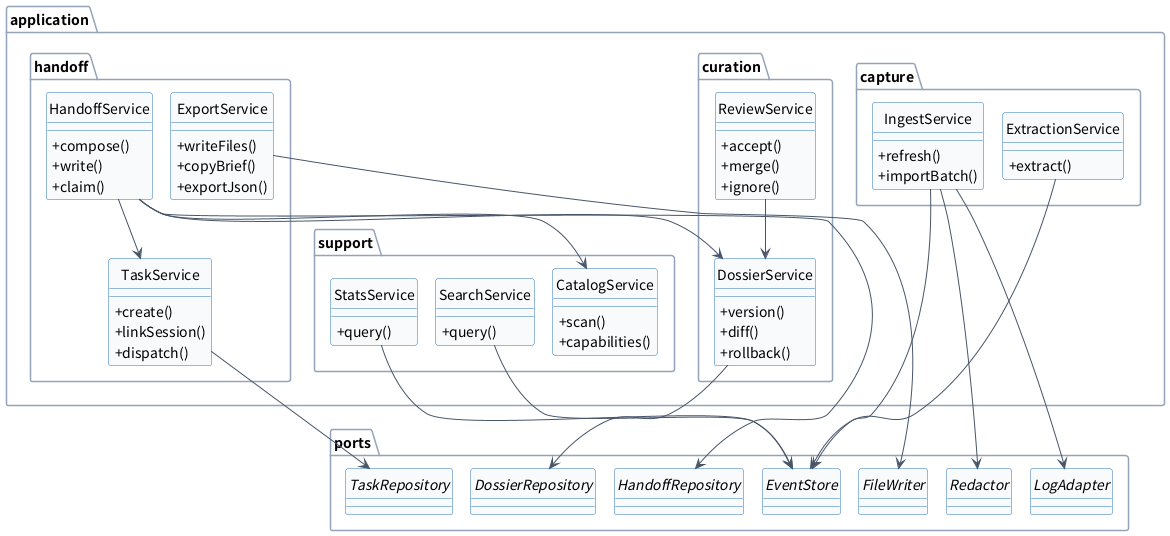 application
handoff
HandoffService
+compose()
+write()
+claim()
ExportService
+writeFiles()
+copyBrief()
+exportJson()
TaskService
+create()
+linkSession()
+dispatch()
support
StatsService
+query()
SearchService
+query()
CatalogService
+scan()
+capabilities()
curation
ReviewService
+accept()
+merge()
+ignore()
DossierService
+version()
+diff()
+rollback()
capture
IngestService
+refresh()
+importBatch()
ExtractionService
+extract()
ports
TaskRepository
DossierRepository
HandoffRepository
EventStore
FileWriter
Redactor
LogAdapter